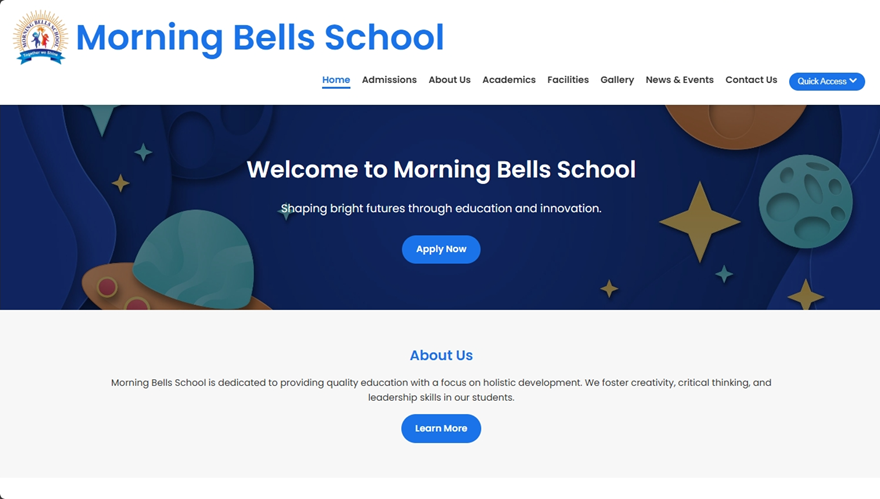 MORNING BELLS SCHOOL
Together we Shine
Morning Bells School
Home Admissions About Us Academics Facilities Gallery News & Events Contact Us Quick Access
Welcome to Morning Bells School
Shaping bright futures through education and innovation.
Apply Now
About Us
Morning Bells School is dedicated to providing quality education with a focus on holistic development. We foster creativity, critical thinking, and
leadership skills in our students.
Learn More